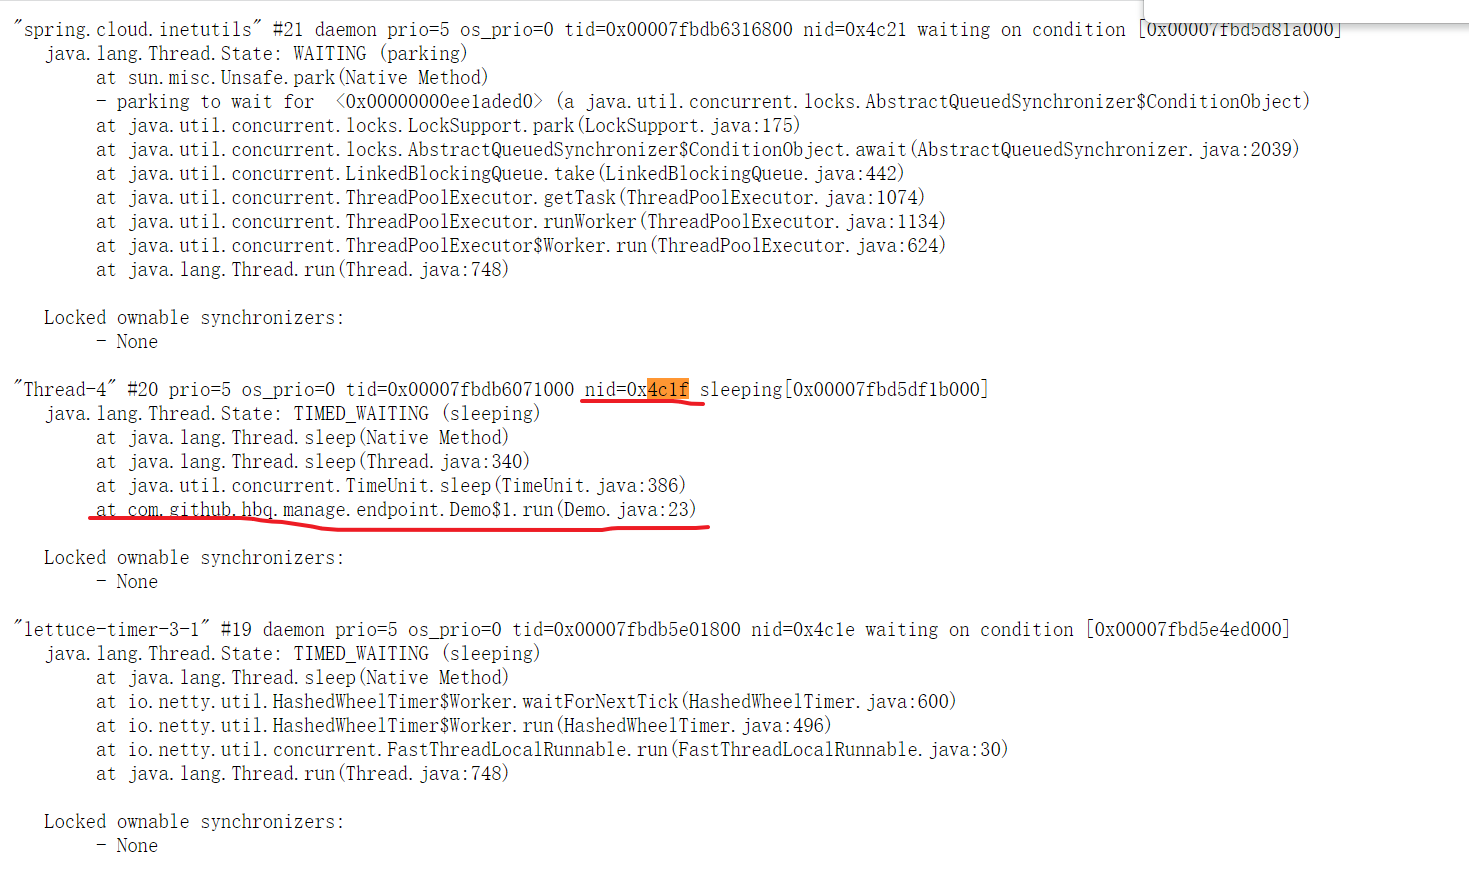 "spring.cloud.inetutils" #21 daemon prio=5 os_prio=0 tid=0x00007fbdb6316800 nid=0x4c21 waiting on condition [0x00007fbd5d81a000]
java.lang.Thread.State: WAITING (parking)
at sun.misc.Unsafe.park(Native Method)
- parking to wait for <0x00000000ee1aded0> (a java.util.concurrent.locks.AbstractQueuedSynchronizer$ConditionObject)
at java.util.concurrent.locks.LockSupport.park(LockSupport.java:175)
at java.util.concurrent.locks.AbstractQueuedSynchronizer$ConditionObject.await(AbstractQueuedSynchronizer.java:2039)
at java.util.concurrent.LinkedBlockingQueue.take(LinkedBlockingQueue.java:442)
at java.util.concurrent.ThreadPoolExecutor.getTask(ThreadPoolExecutor.java:1074)
at java.util.concurrent.ThreadPoolExecutor.runWorker(ThreadPoolExecutor.java:1134)
at java.util.concurrent.ThreadPoolExecutor$Worker.run(ThreadPoolExecutor.java:624)
at java.lang.Thread.run(Thread.java:748)
Locked ownable synchronizers:
- None
"Thread-4" #20 prio=5 os_prio=0 tid=0x00007fbdb6071000 nid=0x4c1f sleeping[0x00007fbd5df1b000]
java.lang.Thread.State: TIMED_WAITING (sleeping)
at java.lang.Thread.sleep(Native Method)
at java.lang.Thread.sleep(Thread.java:340)
at java.util.concurrent.TimeUnit.sleep(TimeUnit.java:386)
at com.github.hbq.manage.endpoint.Demo$1.run(Demo.java:23)
Locked ownable synchronizers:
- None
"lettuce-timer-3-1" #19 daemon prio=5 os_prio=0 tid=0x00007fbdb5e01800 nid=0x4c1e waiting on condition [0x00007fbd5e4ed000]
java.lang.Thread.State: TIMED_WAITING (sleeping)
at java.lang.Thread.sleep(Native Method)
at io.netty.util.HashedWheelTimer$Worker.waitForNextTick(HashedWheelTimer.java:600)
at io.netty.util.HashedWheelTimer$Worker.run(HashedWheelTimer.java:496)
at io.netty.util.concurrent.FastThreadLocalRunnable.run(FastThreadLocalRunnable.java:30)
at java.lang.Thread.run(Thread.java:748)
Locked ownable synchronizers:
- None